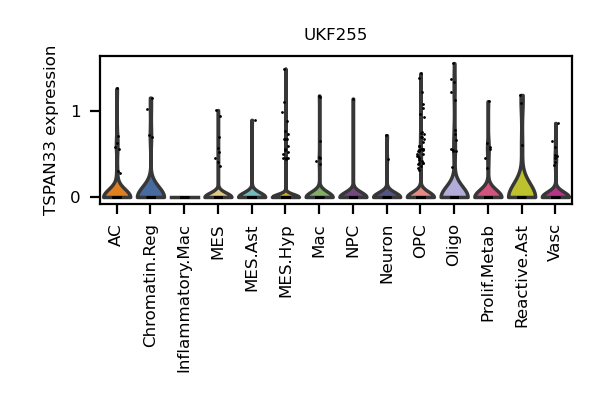 UKF255
TSPAN33 expression
1
0
AC
Chromatin.Reg
Inflammatory.Mac
MES
MES.Ast
MES.Hyp
Mac
NPC
Neuron
OPC
Oligo
Prolif.Metab
Reactive.Ast
Vasc